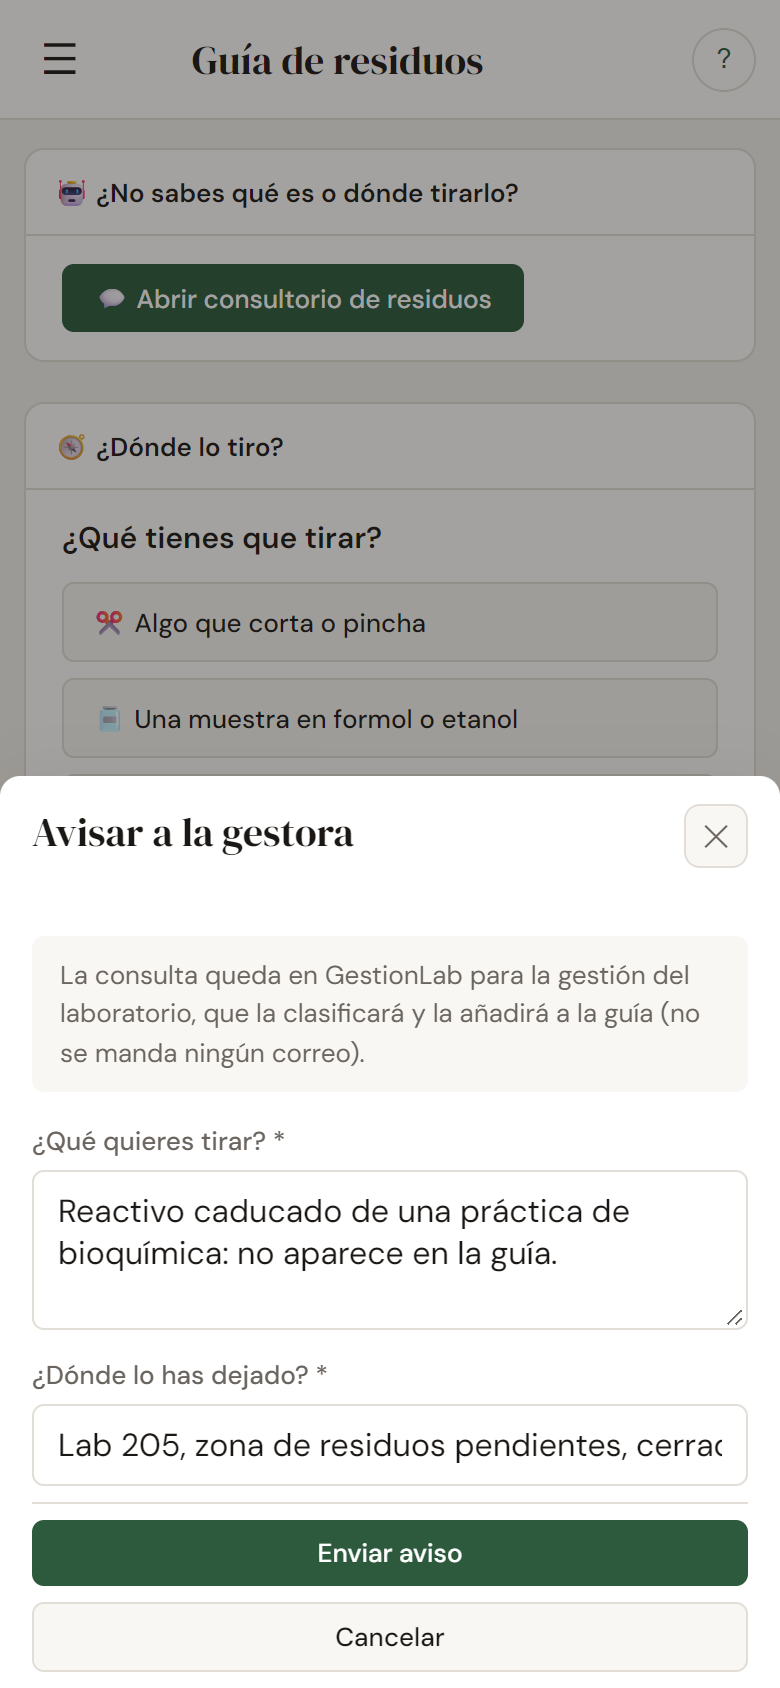 Guía de residuos
?
¿No sabes qué es o dónde tirarlo?
Abrir consultorio de residuos
¿Dónde lo tiro?
¿Qué tienes que tirar?
Algo que corta o pincha
Una muestra en formol o etanol
Avisar a la gestora
La consulta queda en GestionLab para la gestión del
laboratorio, que la clasificará y la añadirá a la guía (no
se manda ningún correo).
¿Qué quieres tirar? *
Reactivo caducado de una práctica de
bioquímica: no aparece en la guía.
¿Dónde lo has dejado? *
Lab 205, zona de residuos pendientes,
Enviar aviso
Cancelar